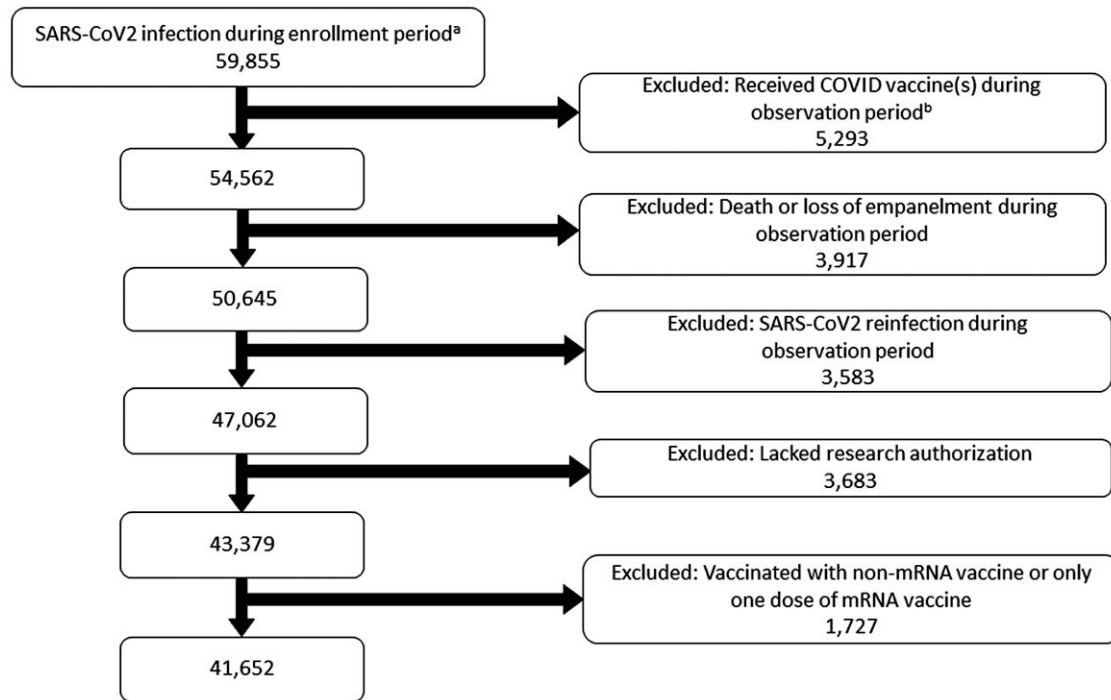 SARS-CoV2 infection during enrollment periodᵃ
59,855
Excluded: Received COVID vaccine(s) during
observation periodᵇ
5,293
54,562
Excluded: Death or loss of empanelment during
observation period
3,917
50,645
Excluded: SARS-CoV2 reinfection during
observation period
3,583
47,062
Excluded: Lacked research authorization
3,683
43,379
Excluded: Vaccinated with non-mRNA vaccine or only
one dose of mRNA vaccine
1,727
41,652